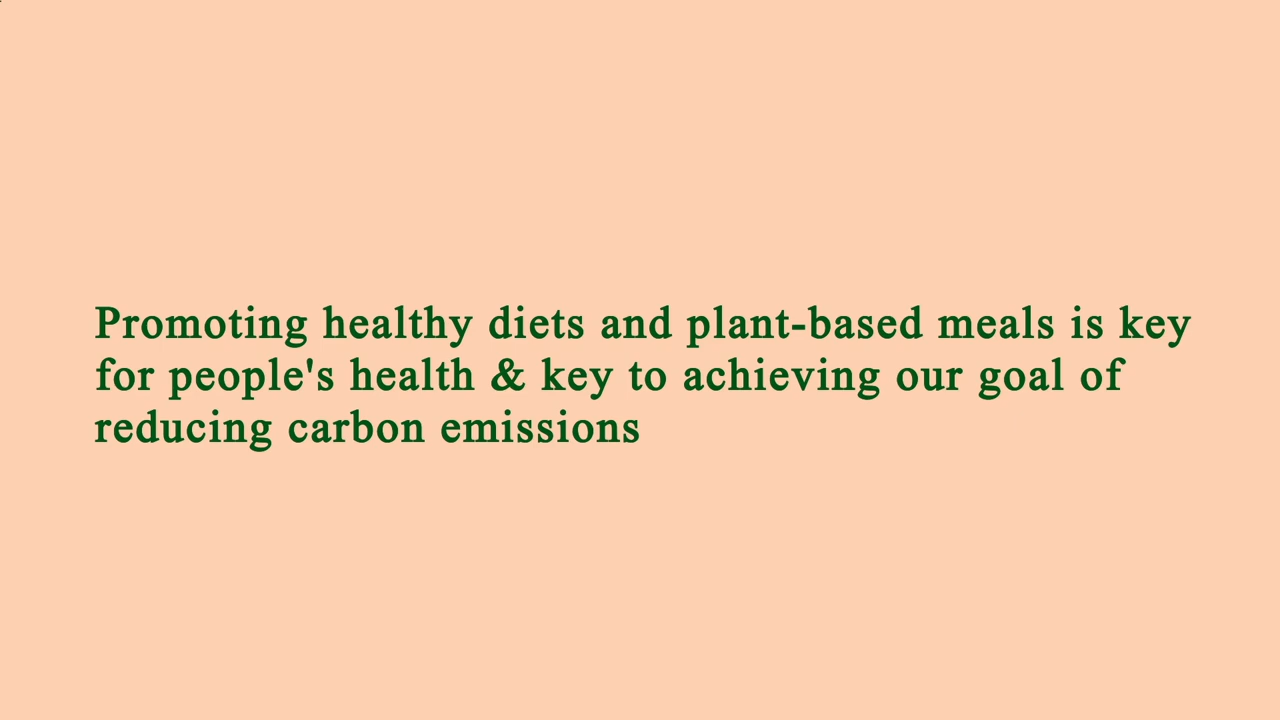 Promoting healthy diets and plant-based meals is key
for people's health & key to achieving our goal of
reducing carbon emissions